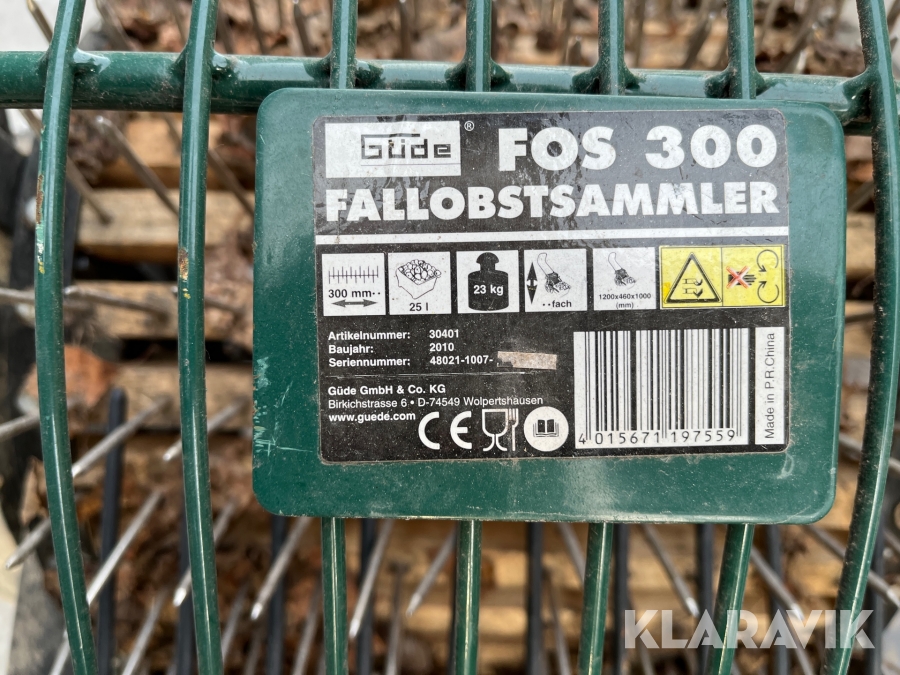 Güde ® FOS 300
FALLOBSTSAMMLER
300 mm··
25 l
23 kg
··fach
1200x460x1000
(mm)
Artikelnummer: 30401
Baujahr: 2010
Seriennummer: 48021-1007-
Güde GmbH & Co. KG
Birkichstrasse 6 • D-74549 Wolpertshausen
www.guede.com
CE
4 015671 197559
Made in P.R.China
KLARAVIK